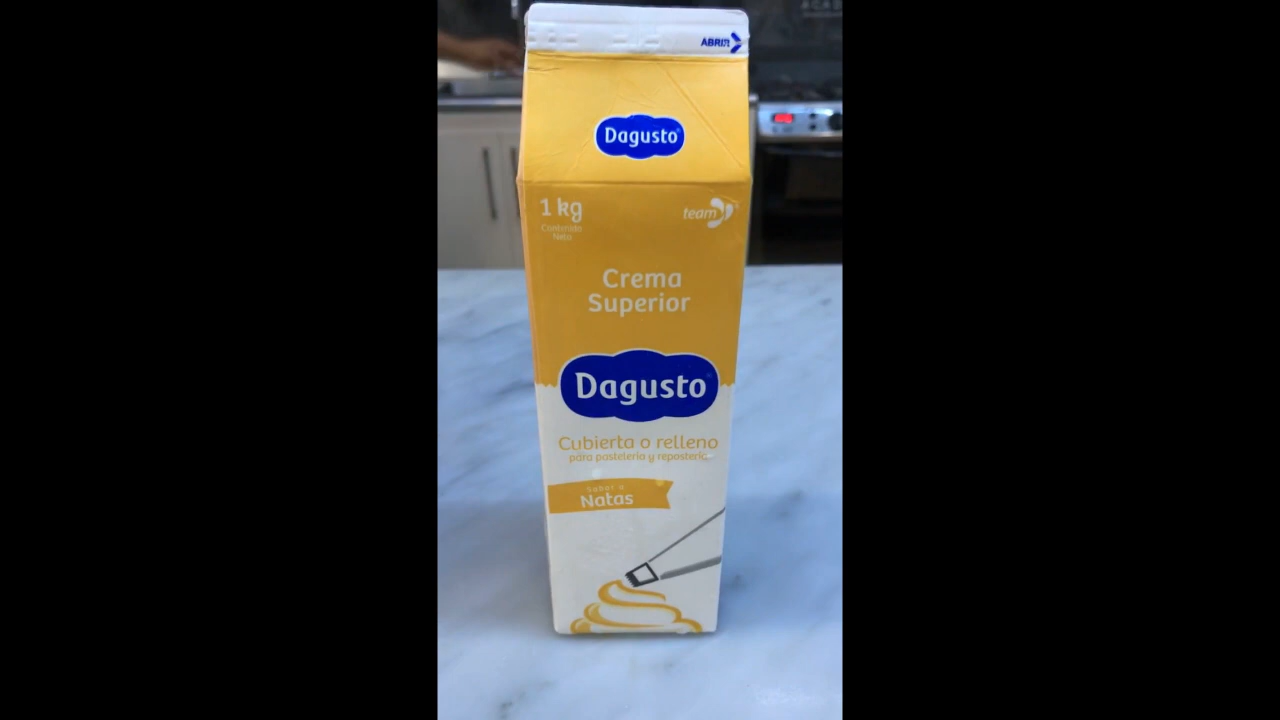 ABRIR
Dagusto
1 kg
Contenido
Neto
team
Crema
Superior
Dagusto
Cubierta o relleno
para pastelería y repostería
Sabor a
Natas